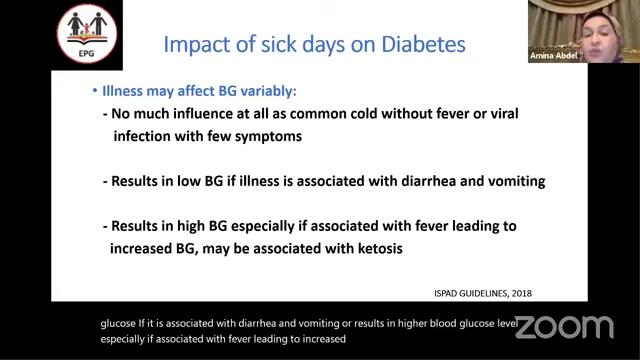 EPG
Impact of sick days on Diabetes
Amina Abdel
• Illness may affect BG variably:
- No much influence at all as common cold without fever or viral
infection with few symptoms
- Results in low BG if illness is associated with diarrhea and vomiting
- Results in high BG especially if associated with fever leading to
increased BG, may be associated with ketosis
ISPAD GUIDELINES, 2018
glucose If it is associated with diarrhea and vomiting or results in higher blood glucose level
especially if associated with fever leading to increased
zoom